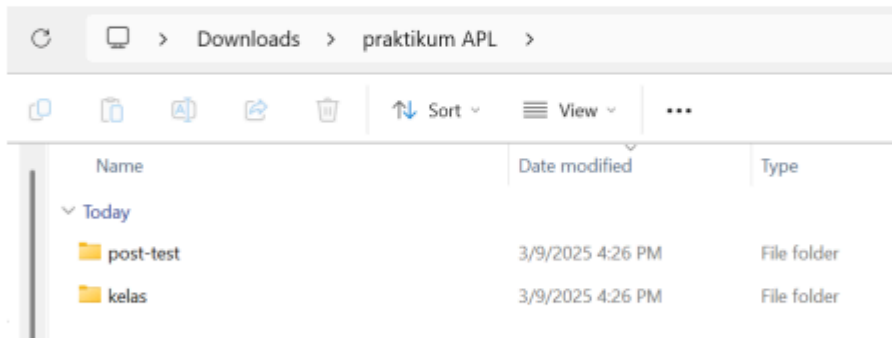 Downloads > praktikum APL >
Sort View ...
Name Date modified Type
Today
post-test 3/9/2025 4:26 PM File folder
kelas 3/9/2025 4:26 PM File folder